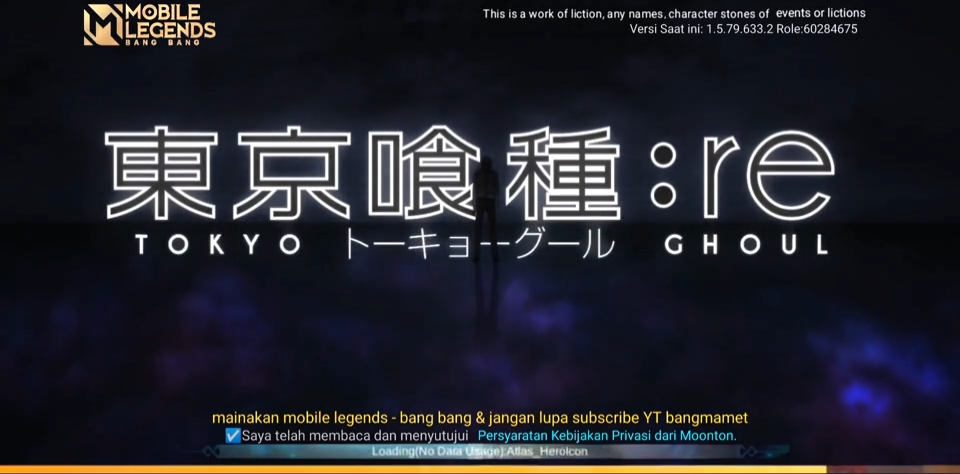 MOBILE
LEGENDS
BANG BANG
This is a work of liction, any names, character stones of events or lictions
Versi Saat ini: 1.5.79.633.2 Role:60284675
東京喰種:re
TOKYO トーキョーグール GHOUL
mainakan mobile legends - bang bang & jangan lupa subscribe YT bangmamet
Saya telah membaca dan menyutujui Persyaratan Kebijakan Privasi dari Moonton.
Loading(No Data Usage) Atlas_HeroIcon